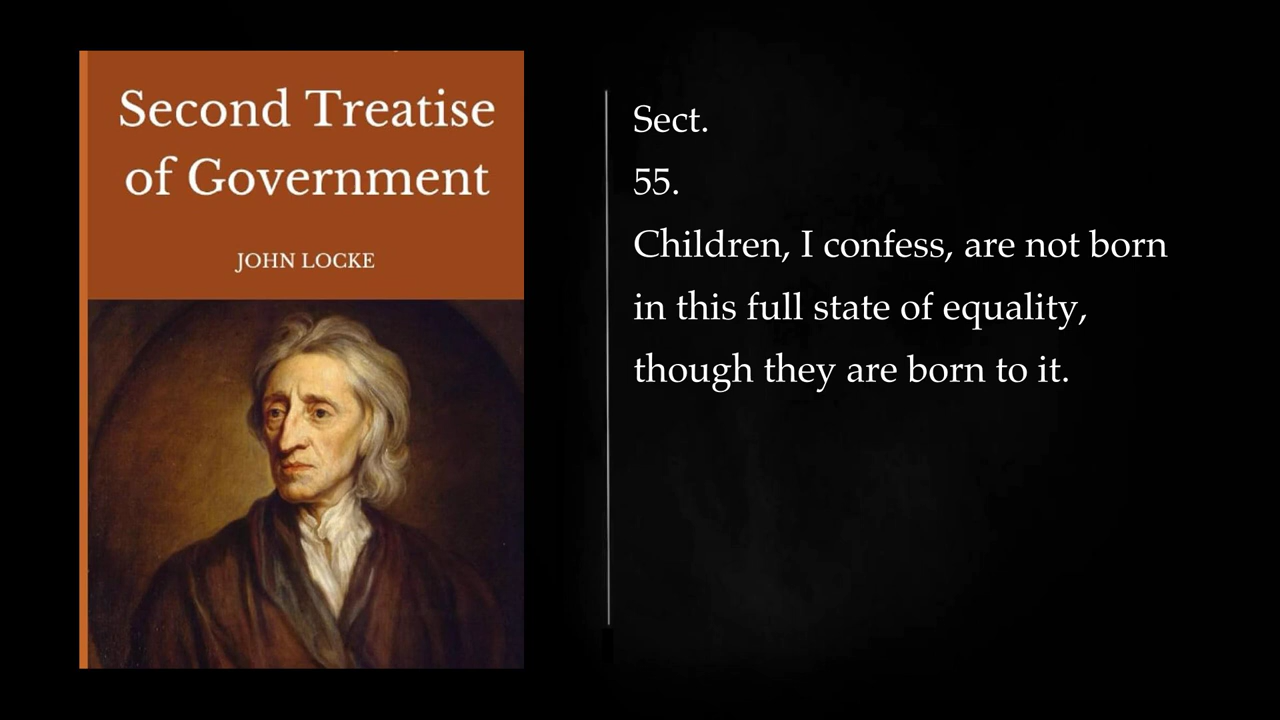 Second Treatise
of Government
JOHN LOCKE
Sect.
55.
Children, I confess, are not born
in this full state of equality,
though they are born to it.